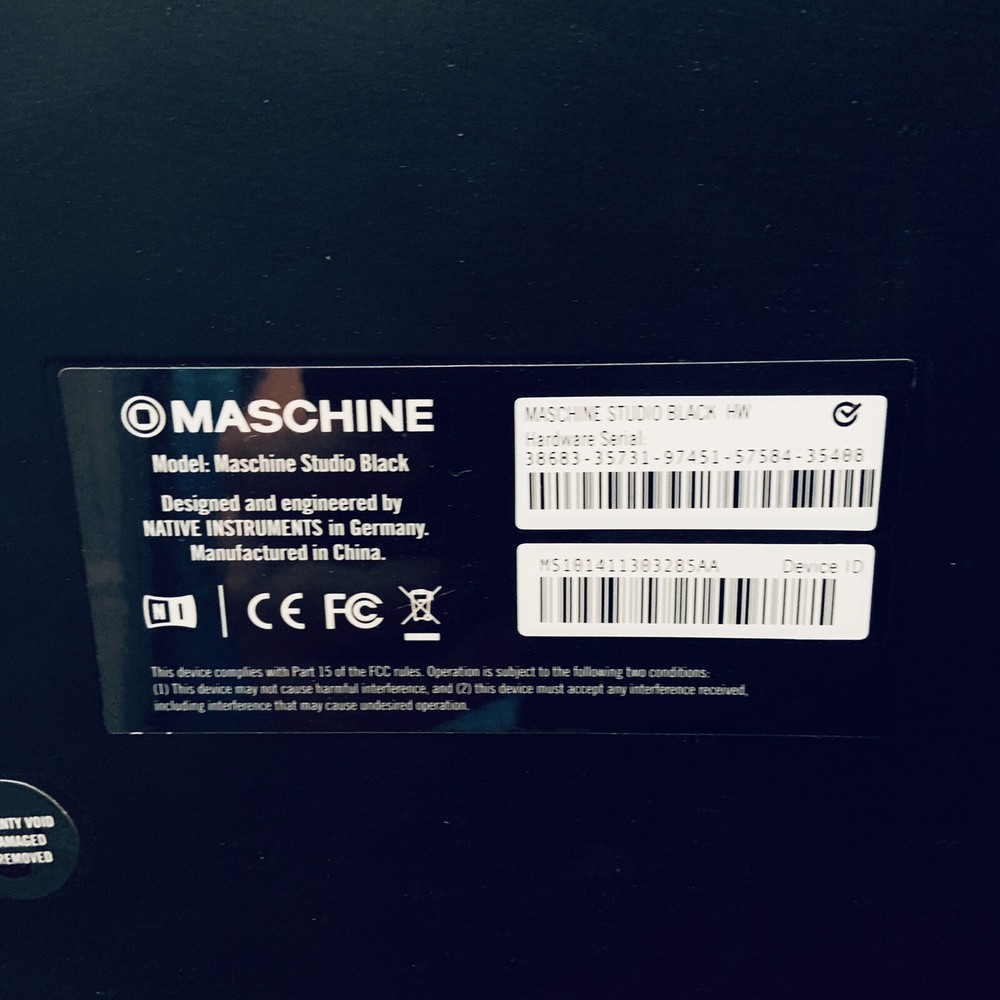 MASCHINE
Model: Maschine Studio Black
Designed and engineered by
NATIVE INSTRUMENTS in Germany.
Manufactured in China.
NI
CE FC
This device complies with Part 15 of the FCC rules. Operation is subject to the following two conditions:
(1) This device may not cause harmful interference, and (2) this device must accept any interference received,
including interference that may cause undesired operation.
MASCHINE STUDIO BLACK HW
Hardware Serial:
38683-35731-97451-57584-35408
MS101411303285AA Device ID
NTY VOID
AMAGED
REMOVED